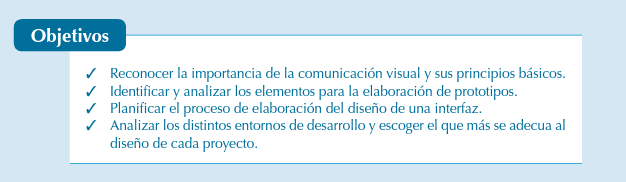 Objetivos
✓ Reconocer la importancia de la comunicación visual y sus principios básicos.
✓ Identificar y analizar los elementos para la elaboración de prototipos.
✓ Planificar el proceso de elaboración del diseño de una interfaz.
✓ Analizar los distintos entornos de desarrollo y escoger el que más se adecua al
diseño de cada proyecto.